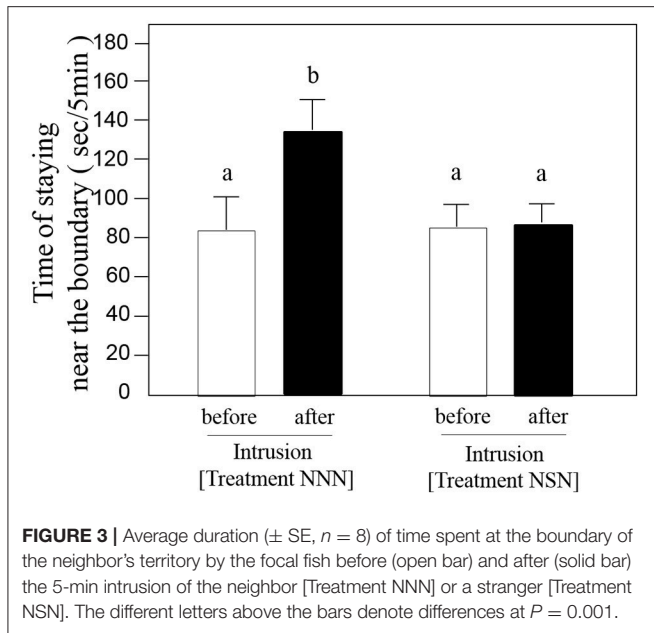 180
160
140
120
100
80
60
40
20
0
Time of staying
near the boundary ( sec/5min )
a
b
a
a
before after before after
Intrusion Intrusion
[Treatment NNN] [Treatment NSN]
FIGURE 3 | Average duration (± SE, n = 8) of time spent at the boundary of
the neighbor's territory by the focal fish before (open bar) and after (solid bar)
the 5-min intrusion of the neighbor [Treatment NNN] or a stranger [Treatment
NSN]. The different letters above the bars denote differences at P = 0.001.